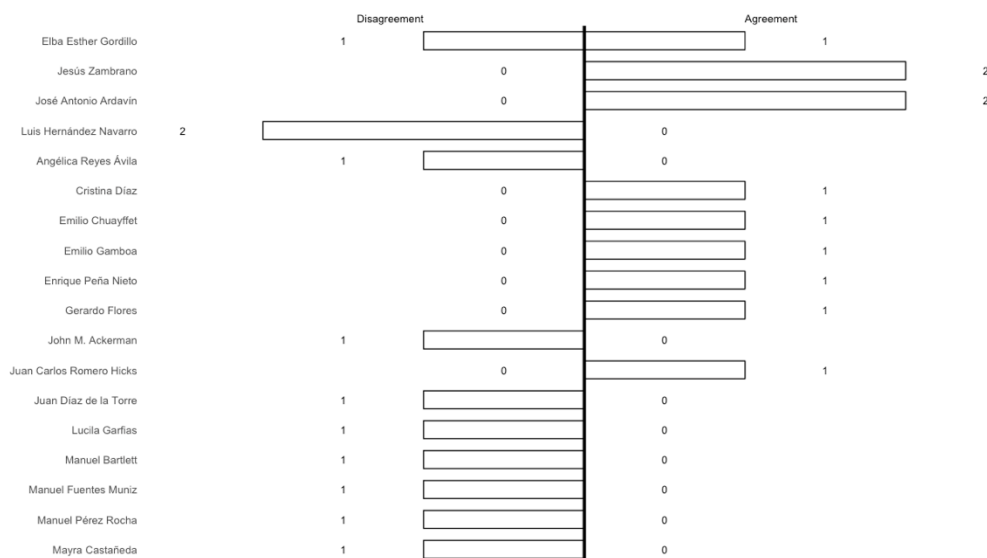 Disagreement Agreement
Elba Esther Gordillo 1 1
Jesús Zambrano 0 2
José Antonio Ardavín 0 2
Luis Hernández Navarro 2 0
Angélica Reyes Ávila 1 0
Cristina Díaz 0 1
Emilio Chuayffet 0 1
Emilio Gamboa 0 1
Enrique Peña Nieto 0 1
Gerardo Flores 0 1
John M. Ackerman 1 0
Juan Carlos Romero Hicks 0 1
Juan Díaz de la Torre 1 0
Lucila Garfias 1 0
Manuel Bartlett 1 0
Manuel Fuentes Muniz 1 0
Manuel Pérez Rocha 1 0
Mayra Castañeda 1 0